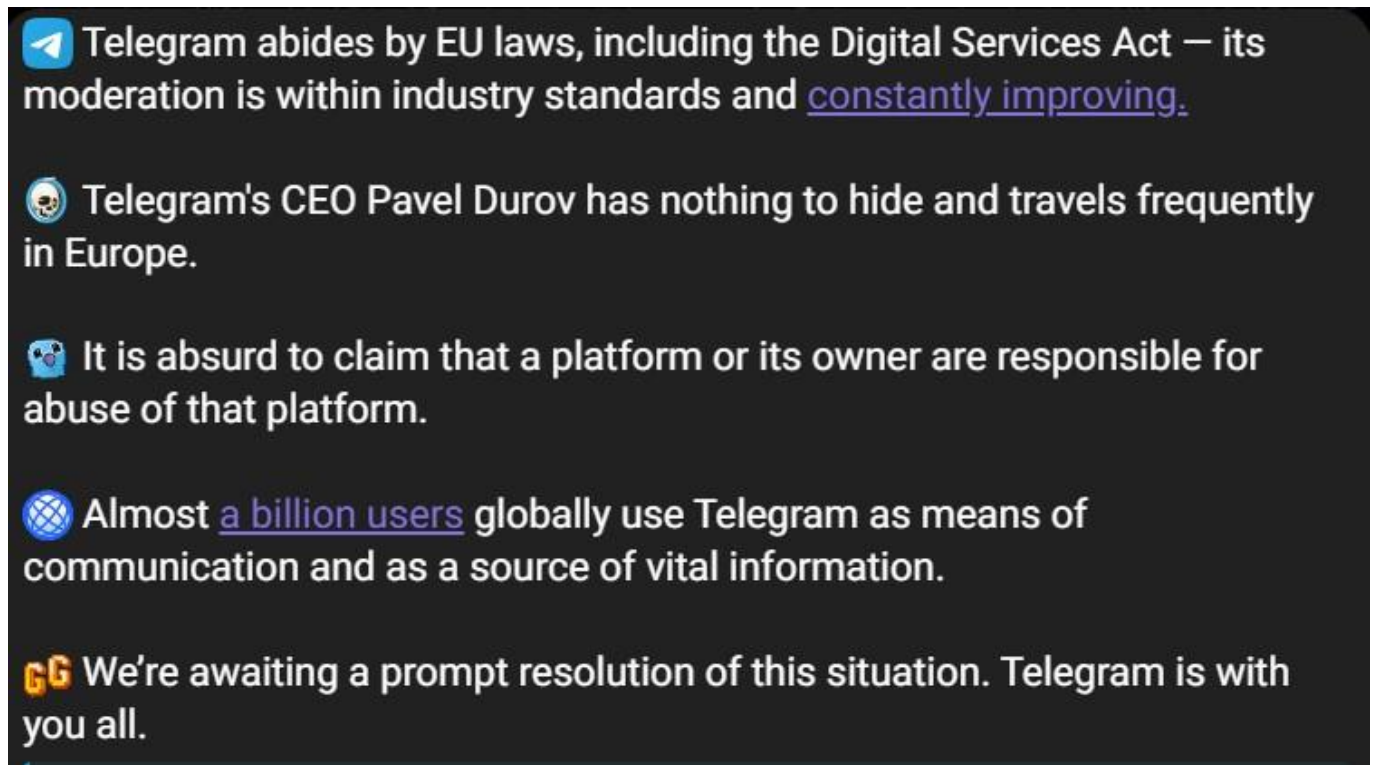 Telegram abides by EU laws, including the Digital Services Act — its
moderation is within industry standards and constantly improving.
Telegram's CEO Pavel Durov has nothing to hide and travels frequently
in Europe.
It is absurd to claim that a platform or its owner are responsible for
abuse of that platform.
Almost a billion users globally use Telegram as means of
communication and as a source of vital information.
GG We’re awaiting a prompt resolution of this situation. Telegram is with
you all.